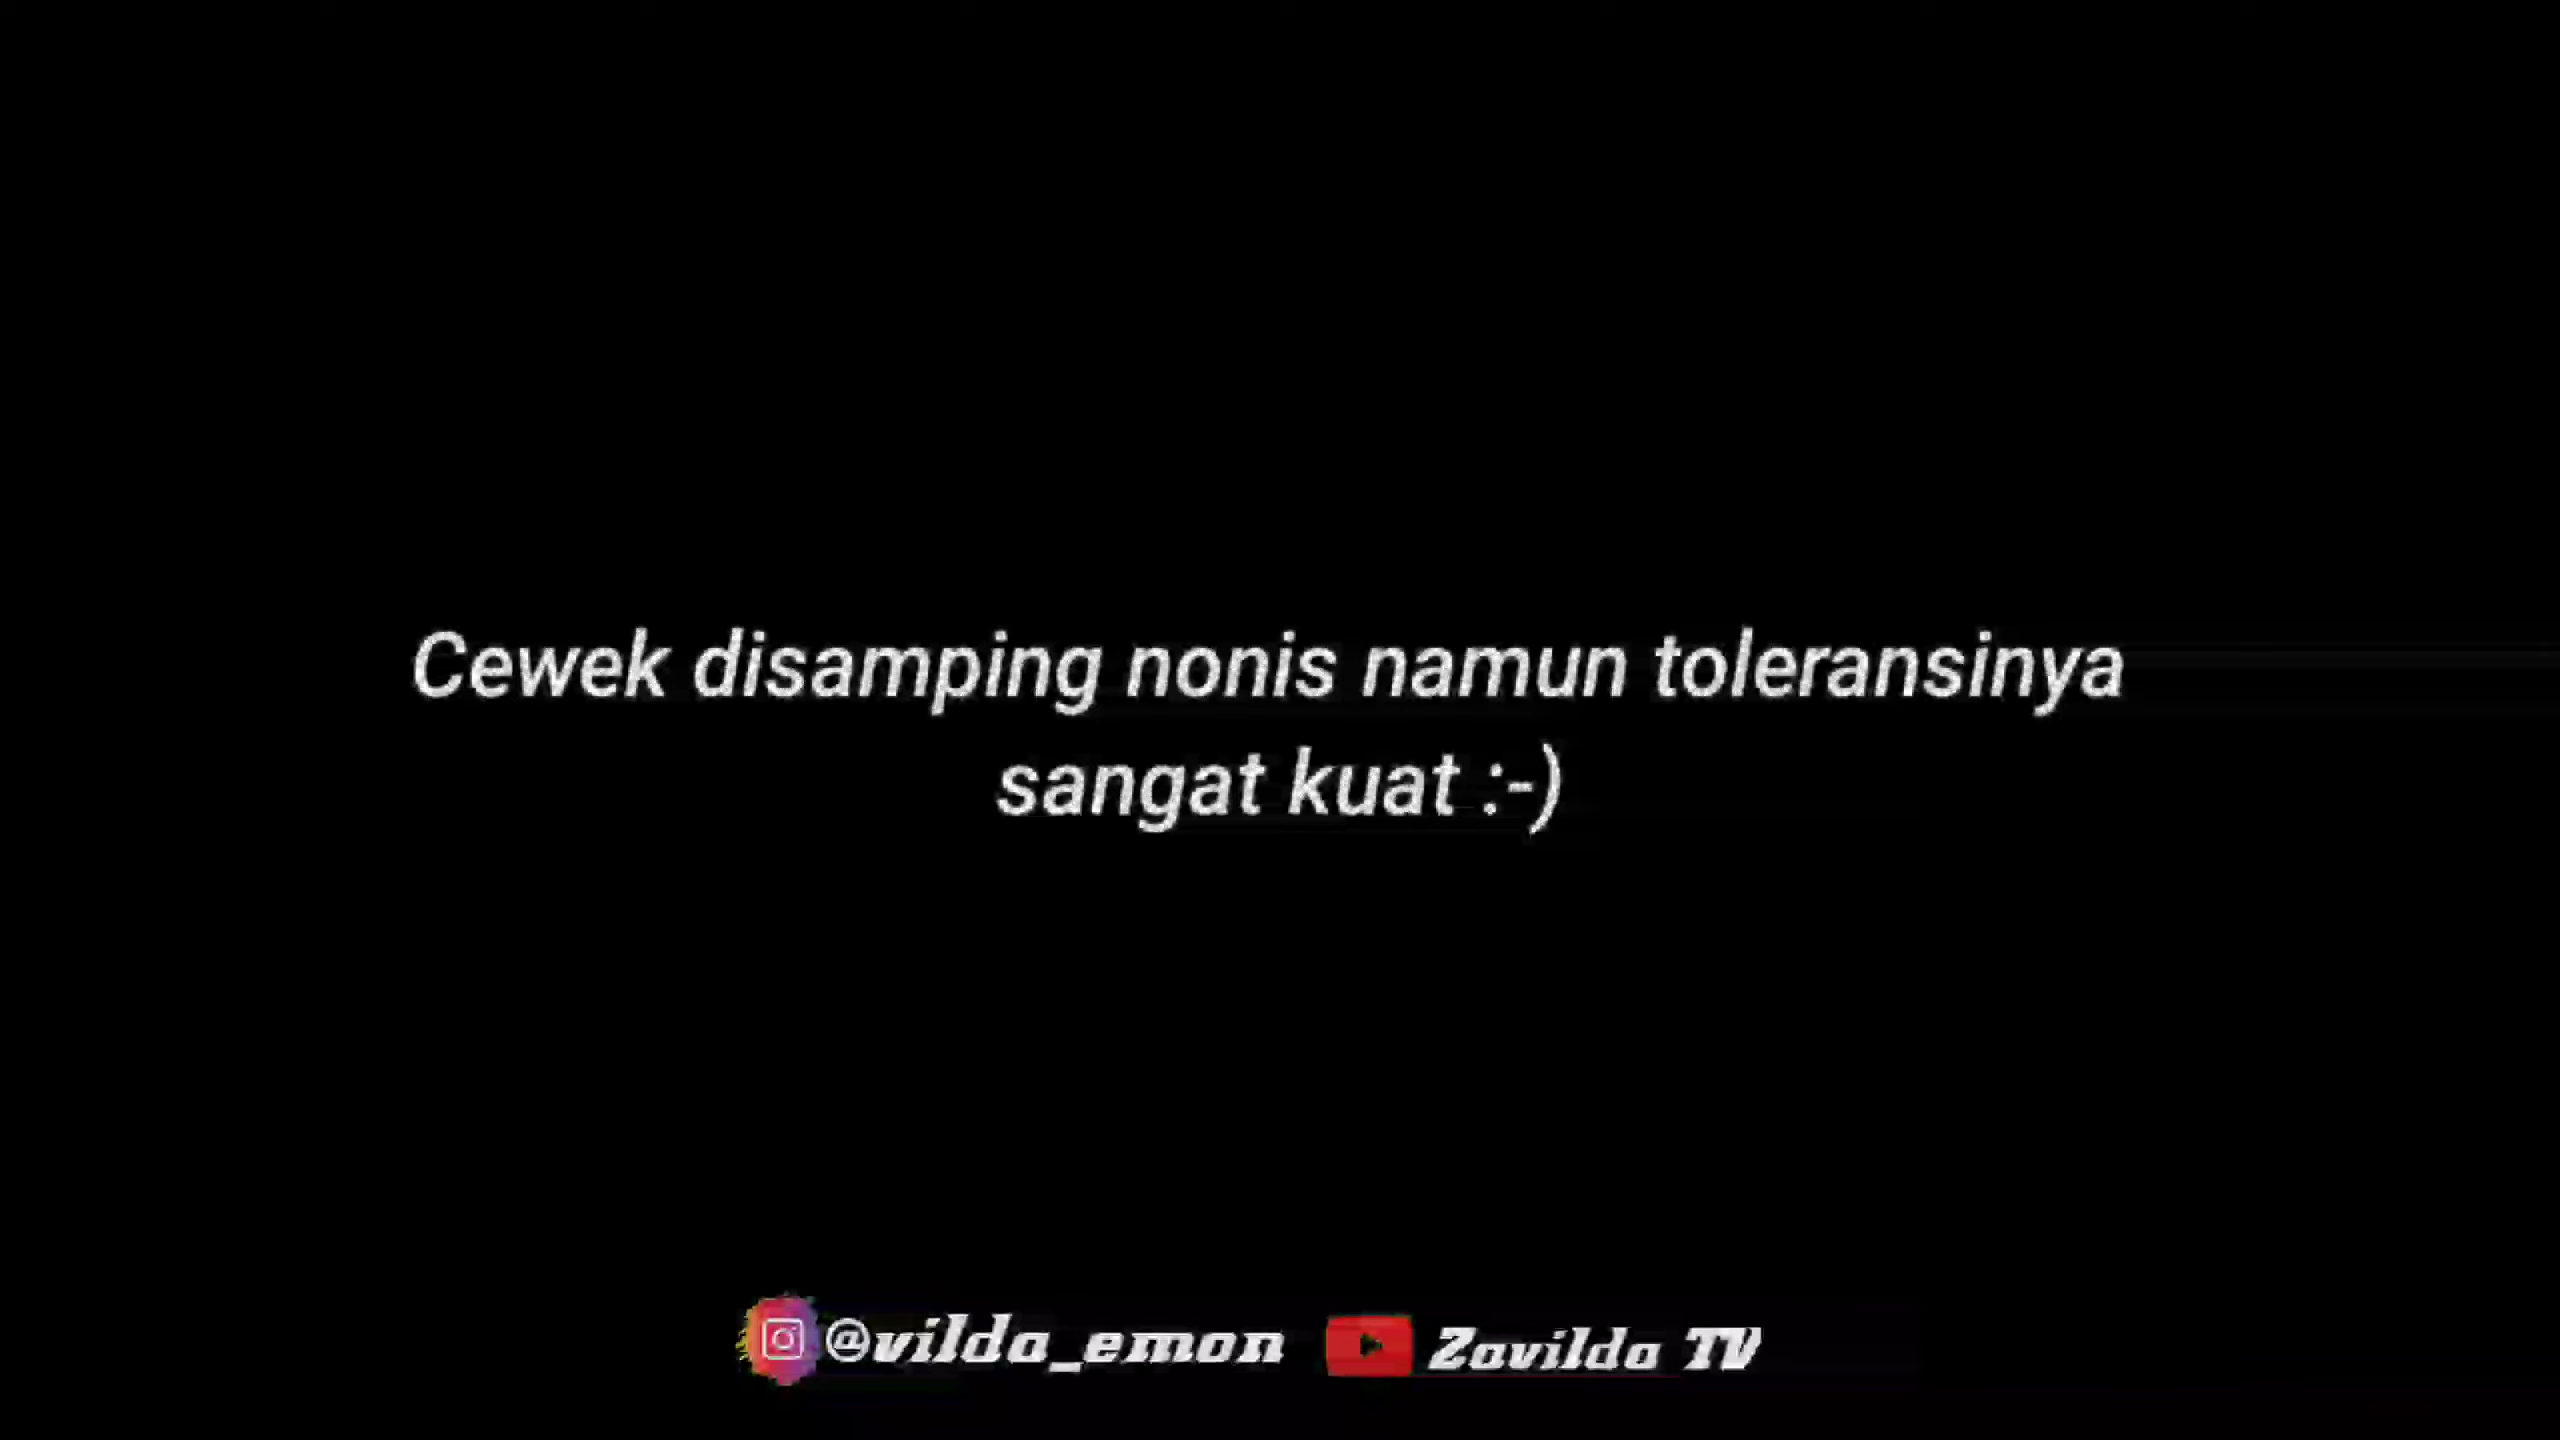 Cewek disamping nonis namun toleransinya
sangat kuat :-)
@vilda_emon Zavilda TV